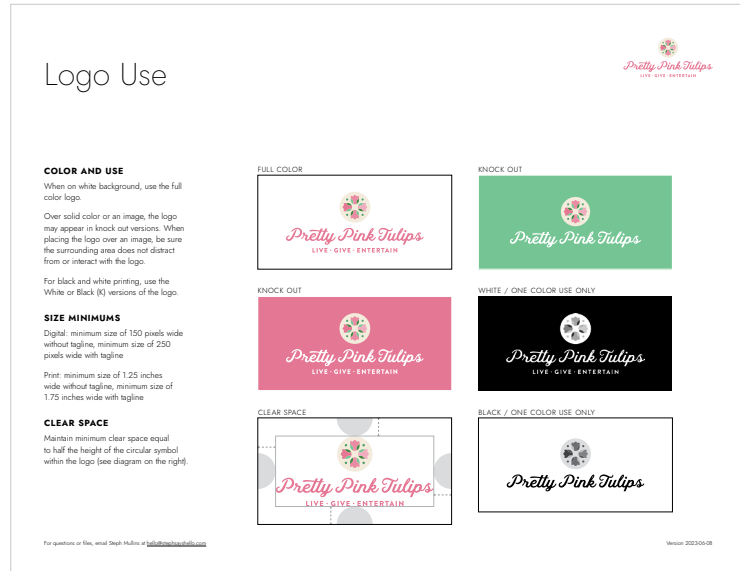 Logo Use
Pretty Pink Tulips
LIVE · GIVE · ENTERTAIN
COLOR AND USE
When on white background, use the full
color logo.
Over solid color or an image, the logo
may appear in knock out versions. When
placing the logo over an image, be sure
the surrounding area does not distract
from or interact with the logo.
For black and white printing, use the
White or Black (K) versions of the logo.
SIZE MINIMUMS
Digital: minimum size of 150 pixels wide
without tagline, minimum size of 250
pixels wide with tagline
Print: minimum size of 1.25 inches
wide without tagline, minimum size of
1.75 inches wide with tagline
CLEAR SPACE
Maintain minimum clear space equal
to half the height of the circular symbol
within the logo (see diagram on the right).
FULL COLOR
Pretty Pink Tulips
LIVE · GIVE · ENTERTAIN
KNOCK OUT
Pretty Pink Tulips
KNOCK OUT
Pretty Pink Tulips
LIVE · GIVE · ENTERTAIN
WHITE / ONE COLOR USE ONLY
Pretty Pink Tulips
LIVE · GIVE · ENTERTAIN
CLEAR SPACE
Pretty Pink Tulips
LIVE · GIVE · ENTERTAIN
BLACK / ONE COLOR USE ONLY
Pretty Pink Tulips
For questions or files, email Steph Mullins at hello@stephsayshello.com
Version 2023-06-08